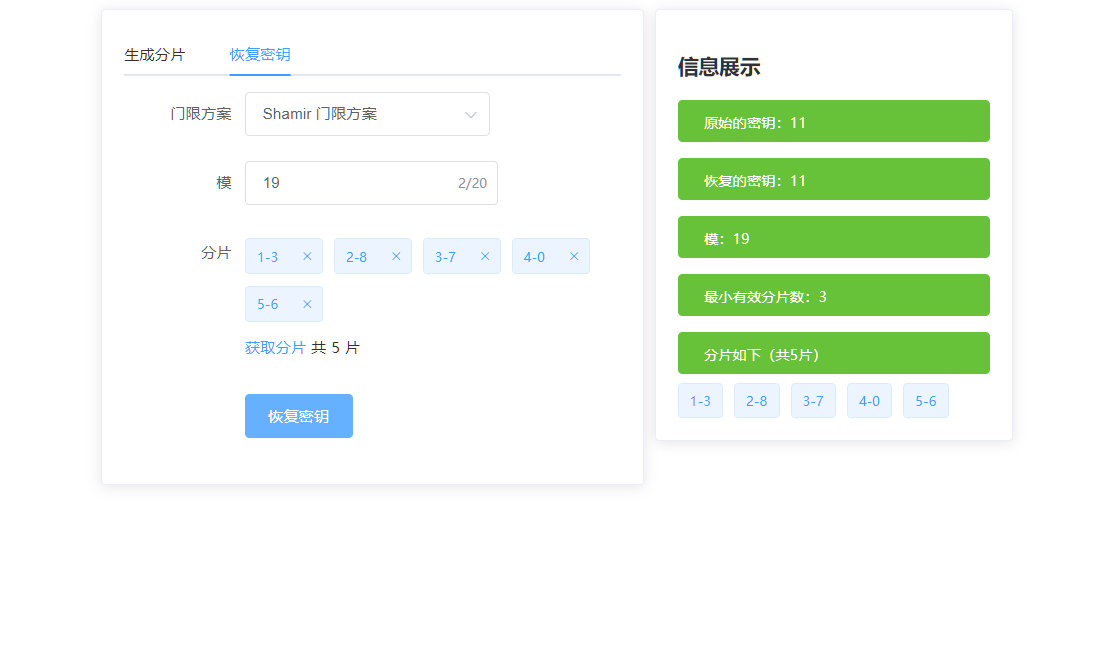 生成分片 恢复密钥
门限方案 Shamir 门限方案
模 19 2/20
分片 1-3 × 2-8 × 3-7 × 4-0 ×
5-6 ×
获取分片 共 5 片
恢复密钥
信息展示
原始的密钥：11
恢复的密钥：11
模：19
最小有效分片数：3
分片如下（共5片）
1-3 2-8 3-7 4-0 5-6